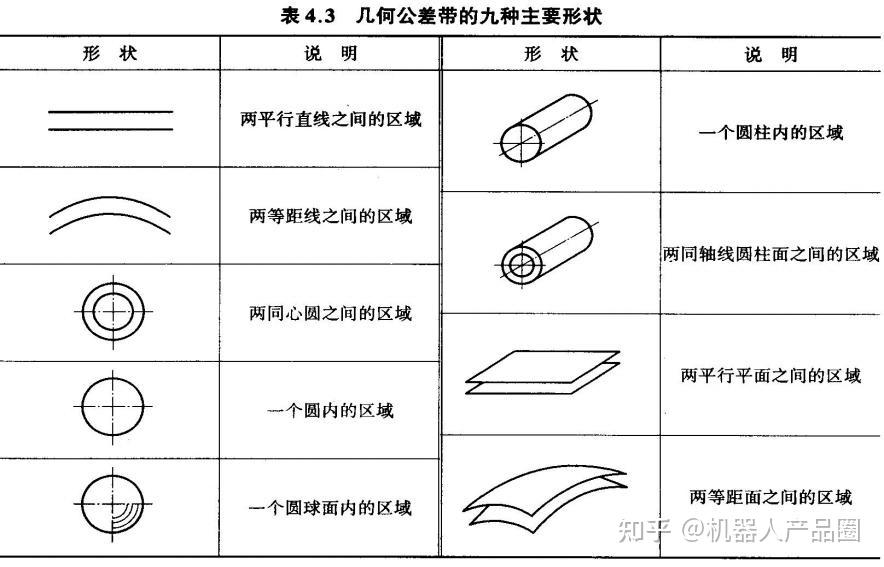 表4.3 几何公差带的九种主要形状
形 状 说 明 形 状 说 明
两平行直线之间的区域
两等距线之间的区域
两同心圆之间的区域
一个圆内的区域
一个圆球面内的区域
一个圆柱内的区域
两同轴线圆柱面之间的区域
两平行平面之间的区域
两等距面之间的区域
知乎 @机器人产品圈